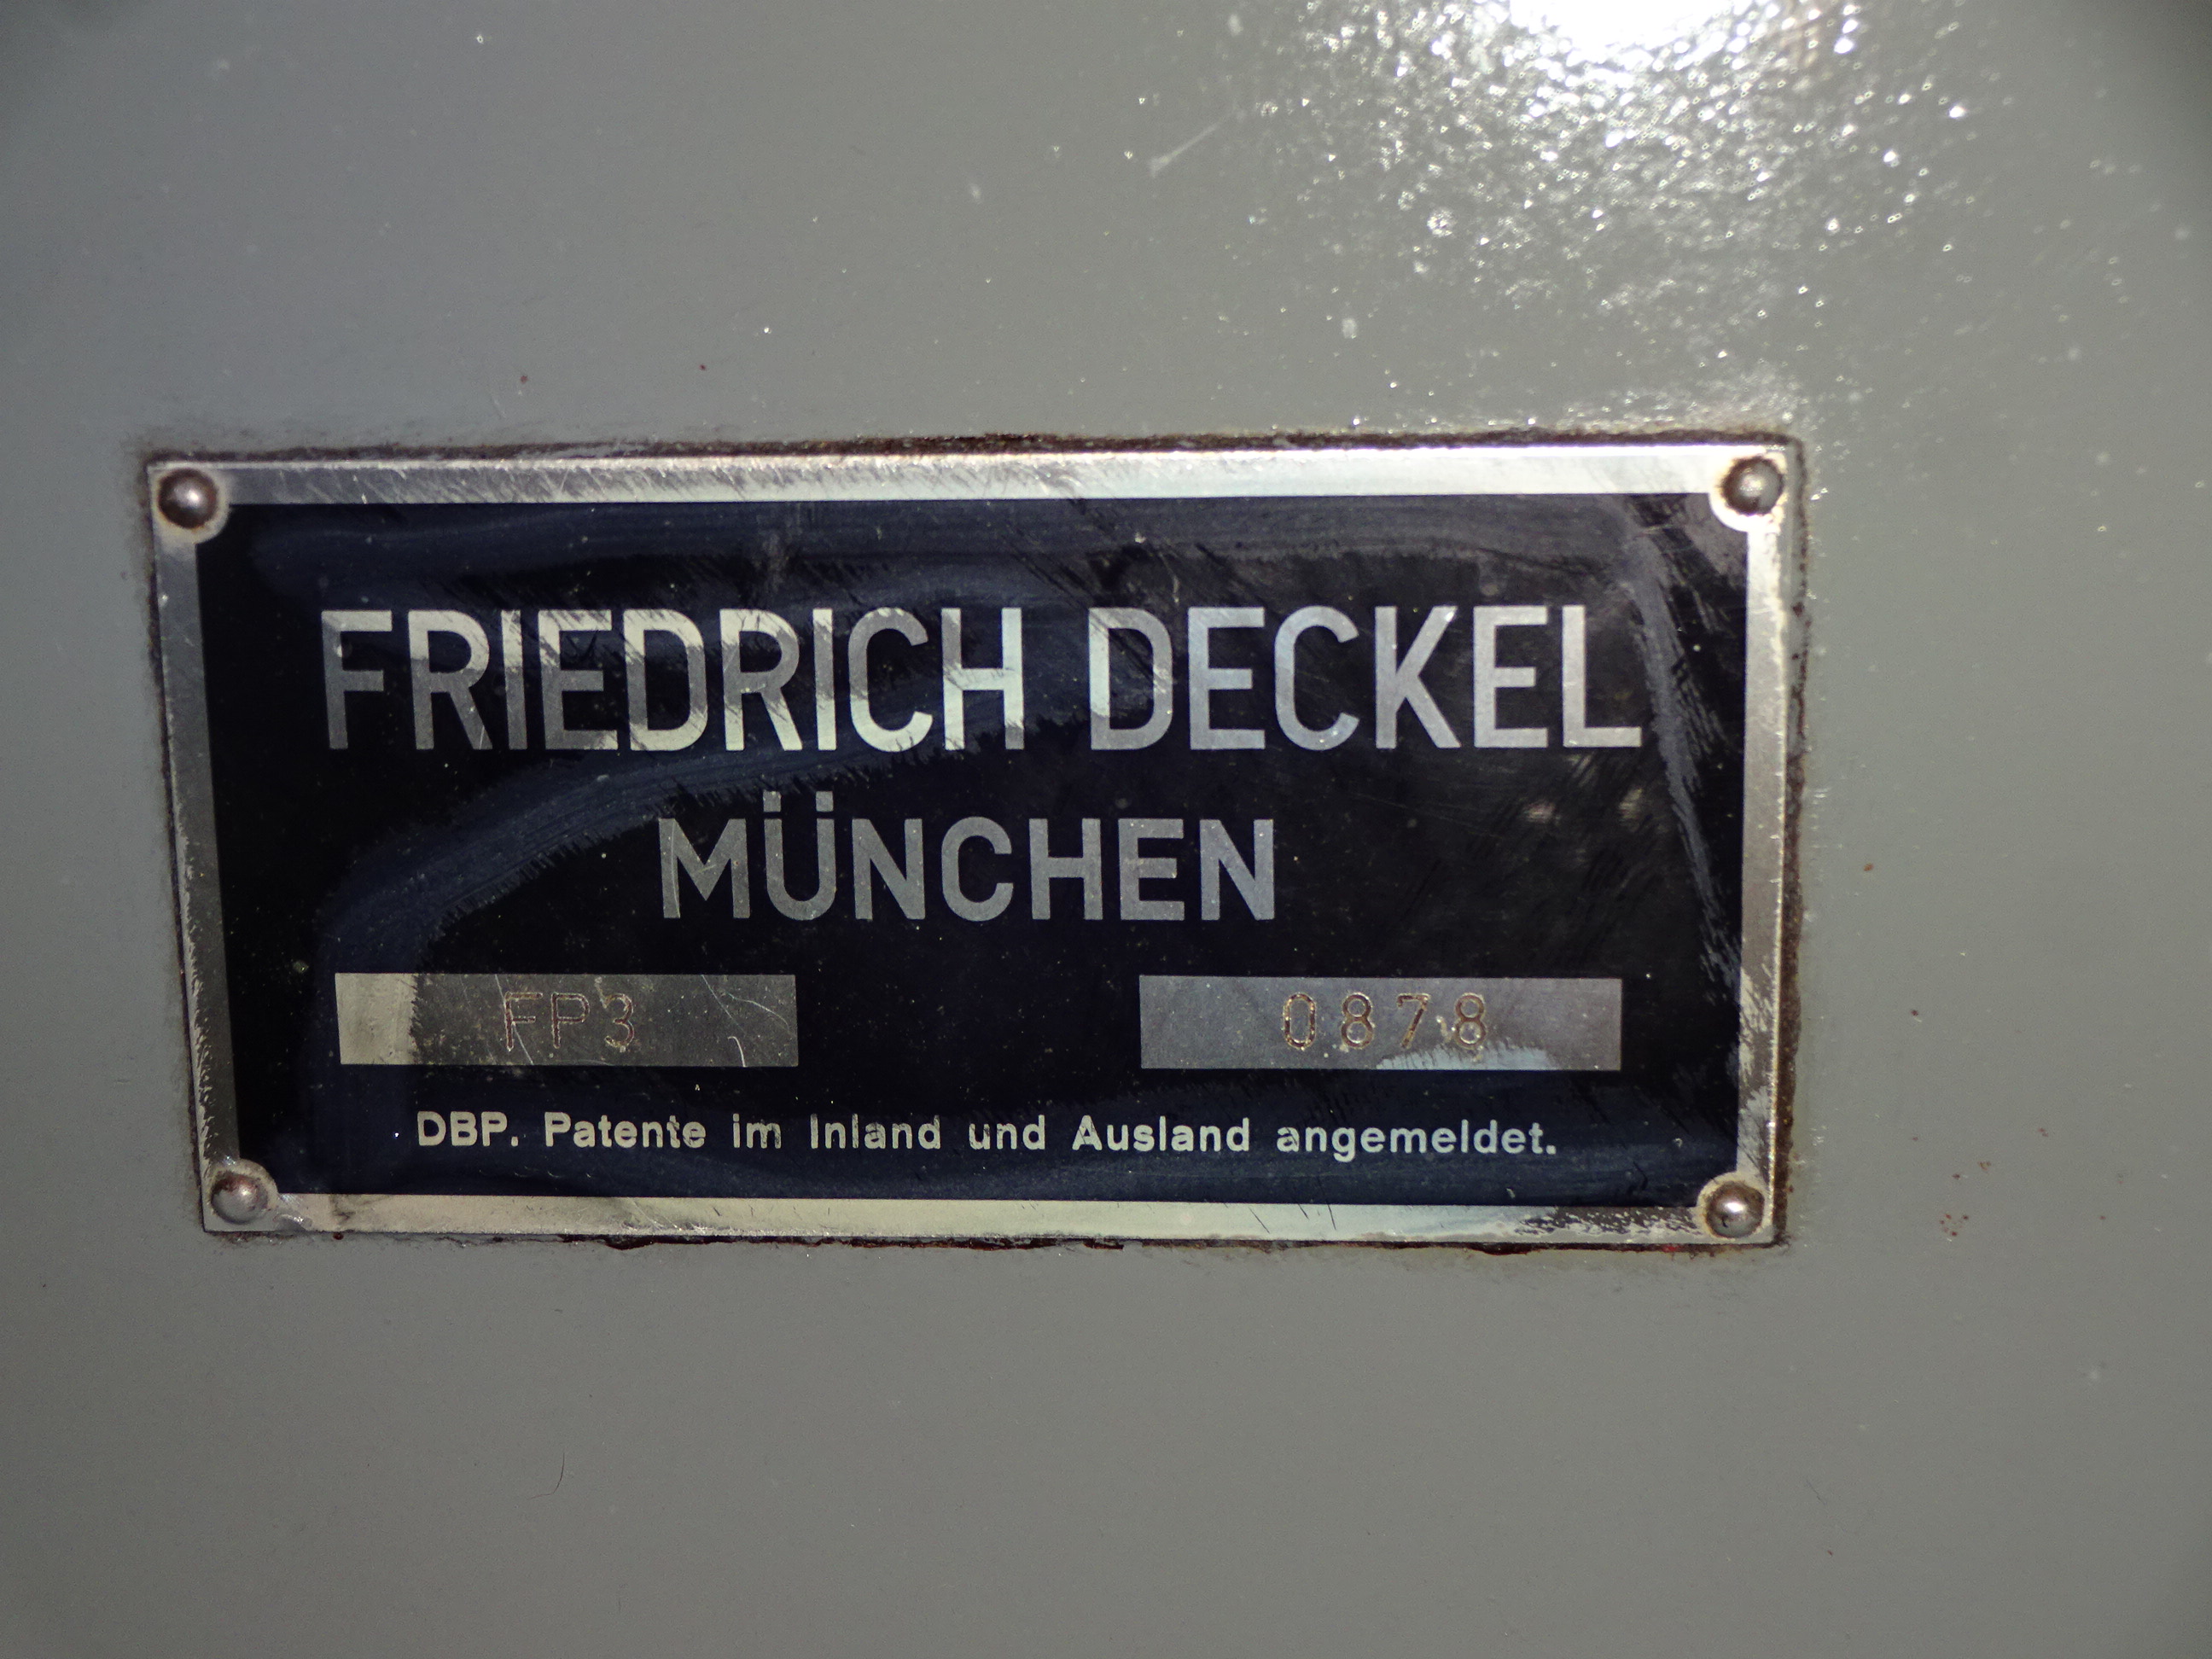 FRIEDRICH DECKEL
MÜNCHEN
FP3 0878
DBP. Patente im Inland und Ausland angemeldet.